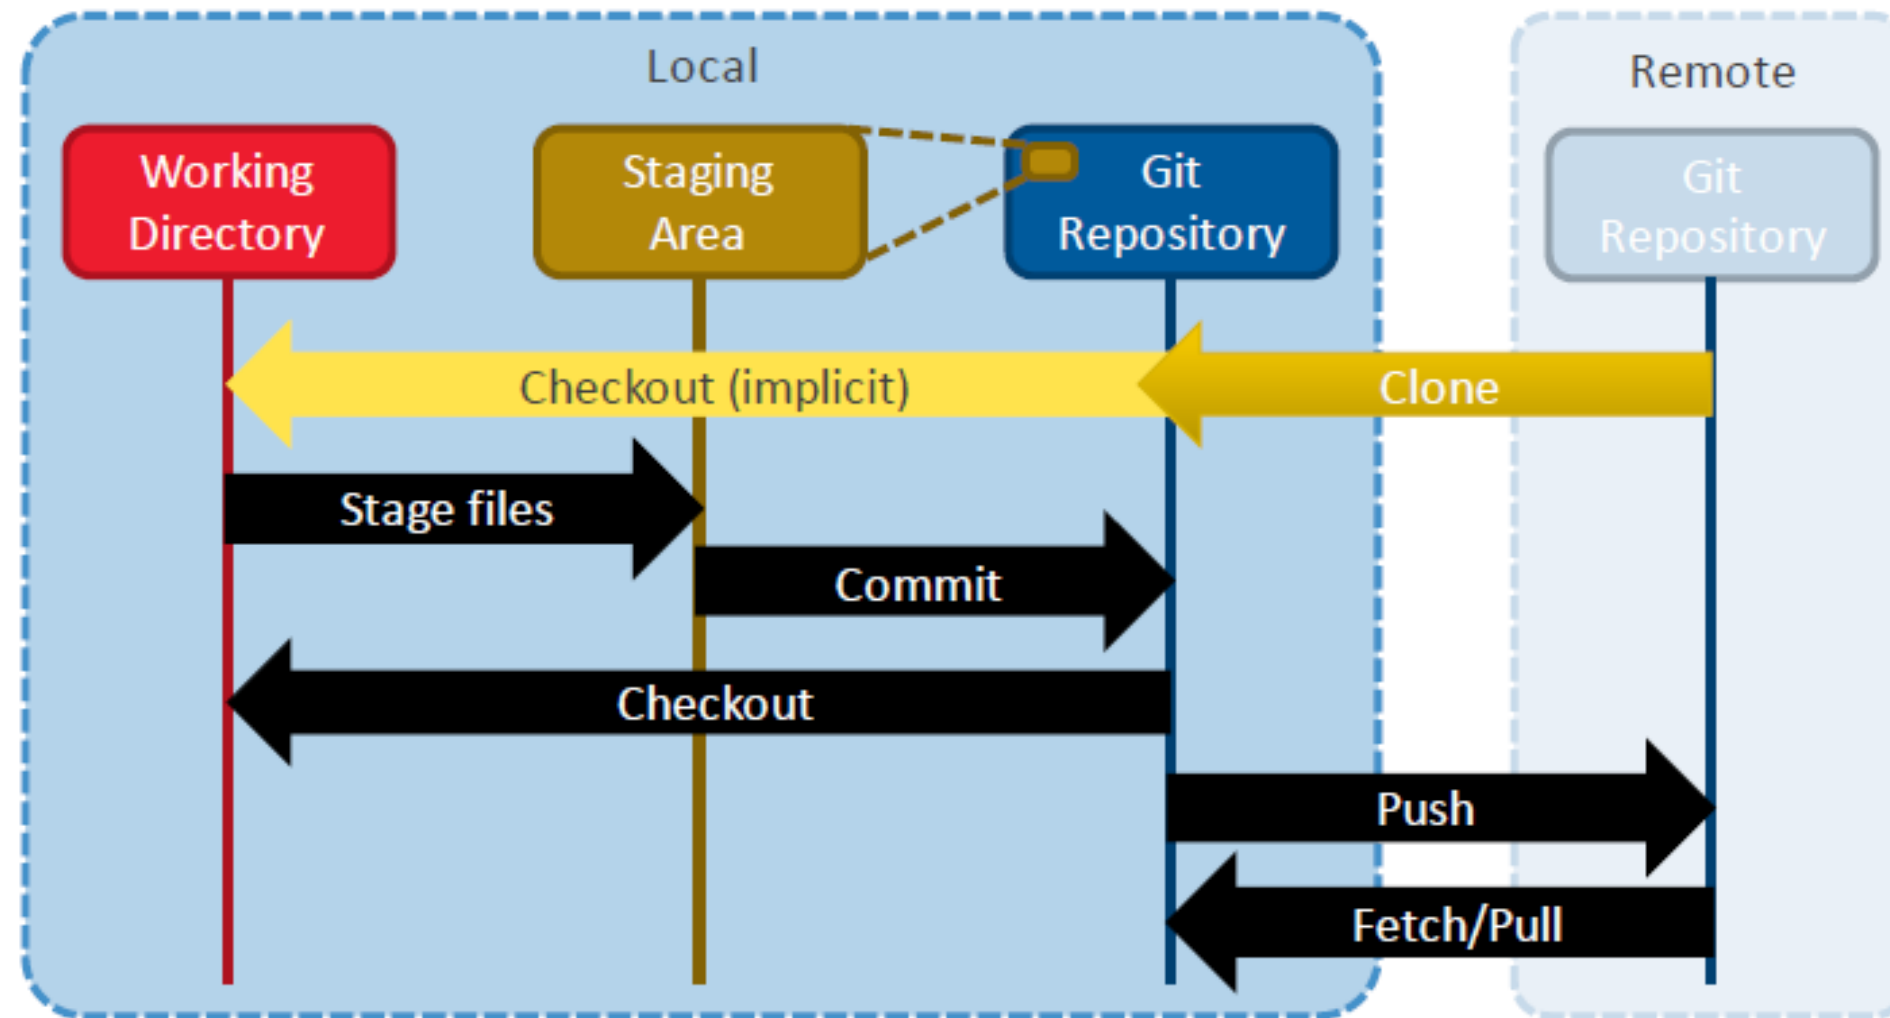 Local
Remote
Working
Directory
Staging
Area
Git
Repository
Git
Repository
Checkout (implicit)
Clone
Stage files
Commit
Checkout
Push
Fetch/Pull